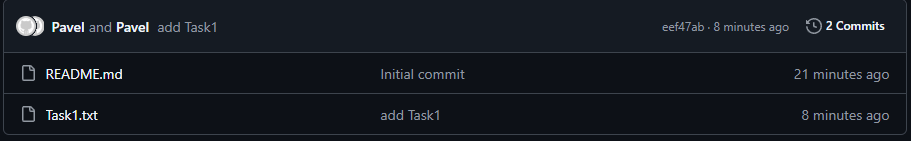 Pavel and Pavel add Task1 eef47ab · 8 minutes ago 2 Commits
README.md Initial commit 21 minutes ago
Task1.txt add Task1 8 minutes ago